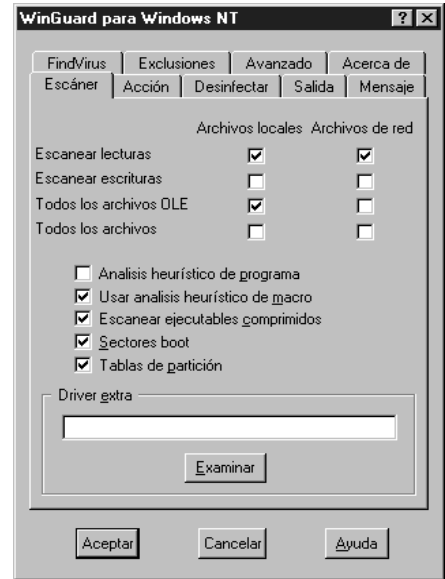 WinGuard para Windows NT
FindVirus Exclusiones Avanzado Acerca de
Escáner Acción Desinfectar Salida Mensaje
Archivos locales Archivos de red
Escanear lecturas
Escanear escrituras
Todos los archivos OLE
Todos los archivos
Analisis heurístico de programa
Usar analisis heurístico de macro
Escanear ejecutables comprimidos
Sectores boot
Tablas de partición
Driver extra
Examinar
Aceptar Cancelar Ayuda